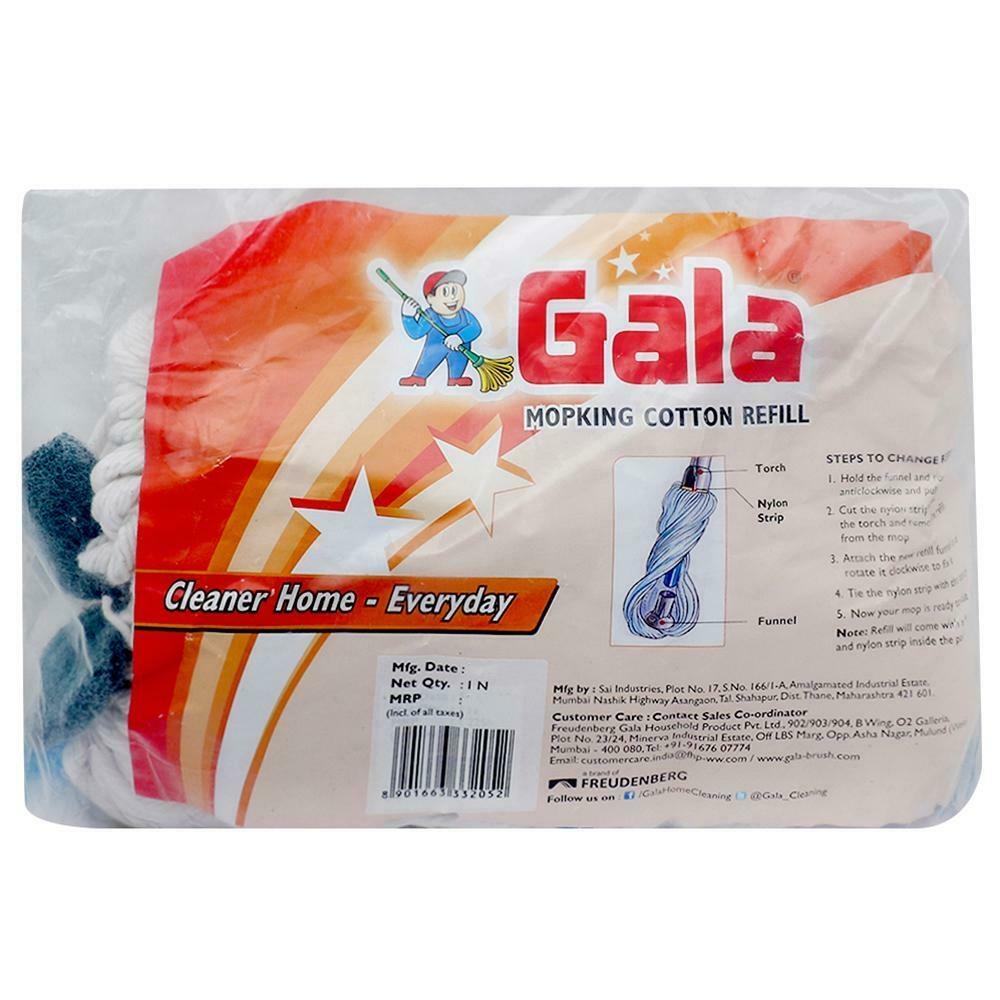 Gala
MOPKING COTTON REFILL
Torch
Nylon
Strip
Funnel
STEPS TO CHANGE
1. Hold the funnel and
anticlockwise and
2. Cut the nylon strip
the torch and
from the mop
3. Attach the new refill
rotate it clockwise to fix
4. Tie the nylon strip with
5. Now your mop is ready
Note: Refill will come
and nylon strip inside the
Cleaner Home - Everyday
Mfg. Date :
Net Qty. : 1 N
MRP :
(Incl. of all taxes)
8 901663 332052
Mfg by : Sai Industries, Plot No. 17, S.No. 166/1-A, Amalgamated Industrial Estate,
Mumbai Nashik Highway Asangaon, Tal. Shahapur, Dist. Thane, Maharashtra 421 601.
Customer Care : Contact Sales Co-ordinator
Freudenberg Gala Household Product Pvt. Ltd., 902/903/904, B Wing, O2 Galleria,
Plot No. 23/24, Minerva Industrial Estate, Off LBS Marg, Opp. Asha Nagar, Mulund
Mumbai - 400 080, Tel: +91-91676 07774
Email: customercare.india@fhp-ww.com / www.gala-brush.com
a brand of
FREUDENBERG
Follow us on : f /GalaHomeCleaning @Gala_Cleaning